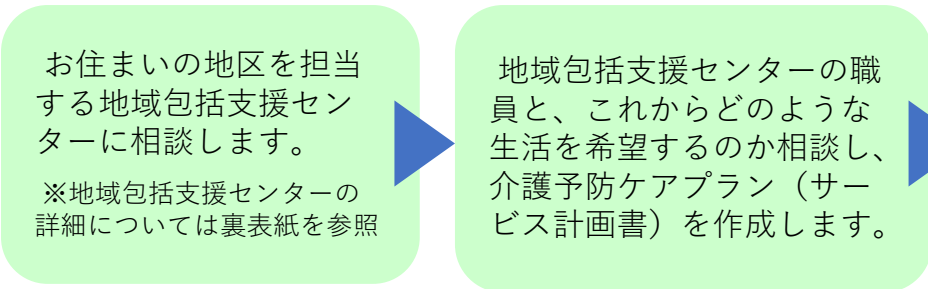 お住まいの地区を担当
する地域包括支援セン
ターに相談します。
※地域包括支援センターの
詳細については裏表紙を参照
地域包括支援センターの職
員と、これからどのような
生活を希望するのか相談し、
介護予防ケアプラン（サー
ビス計画書）を作成します。